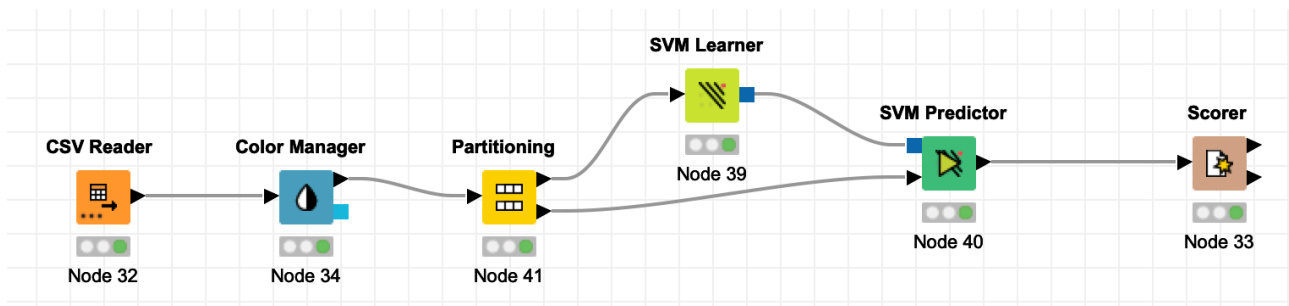 SVM Learner
SVM Predictor
Scorer
CSV Reader
Color Manager
Partitioning
Node 39
Node 40
Node 33
Node 32
Node 34
Node 41